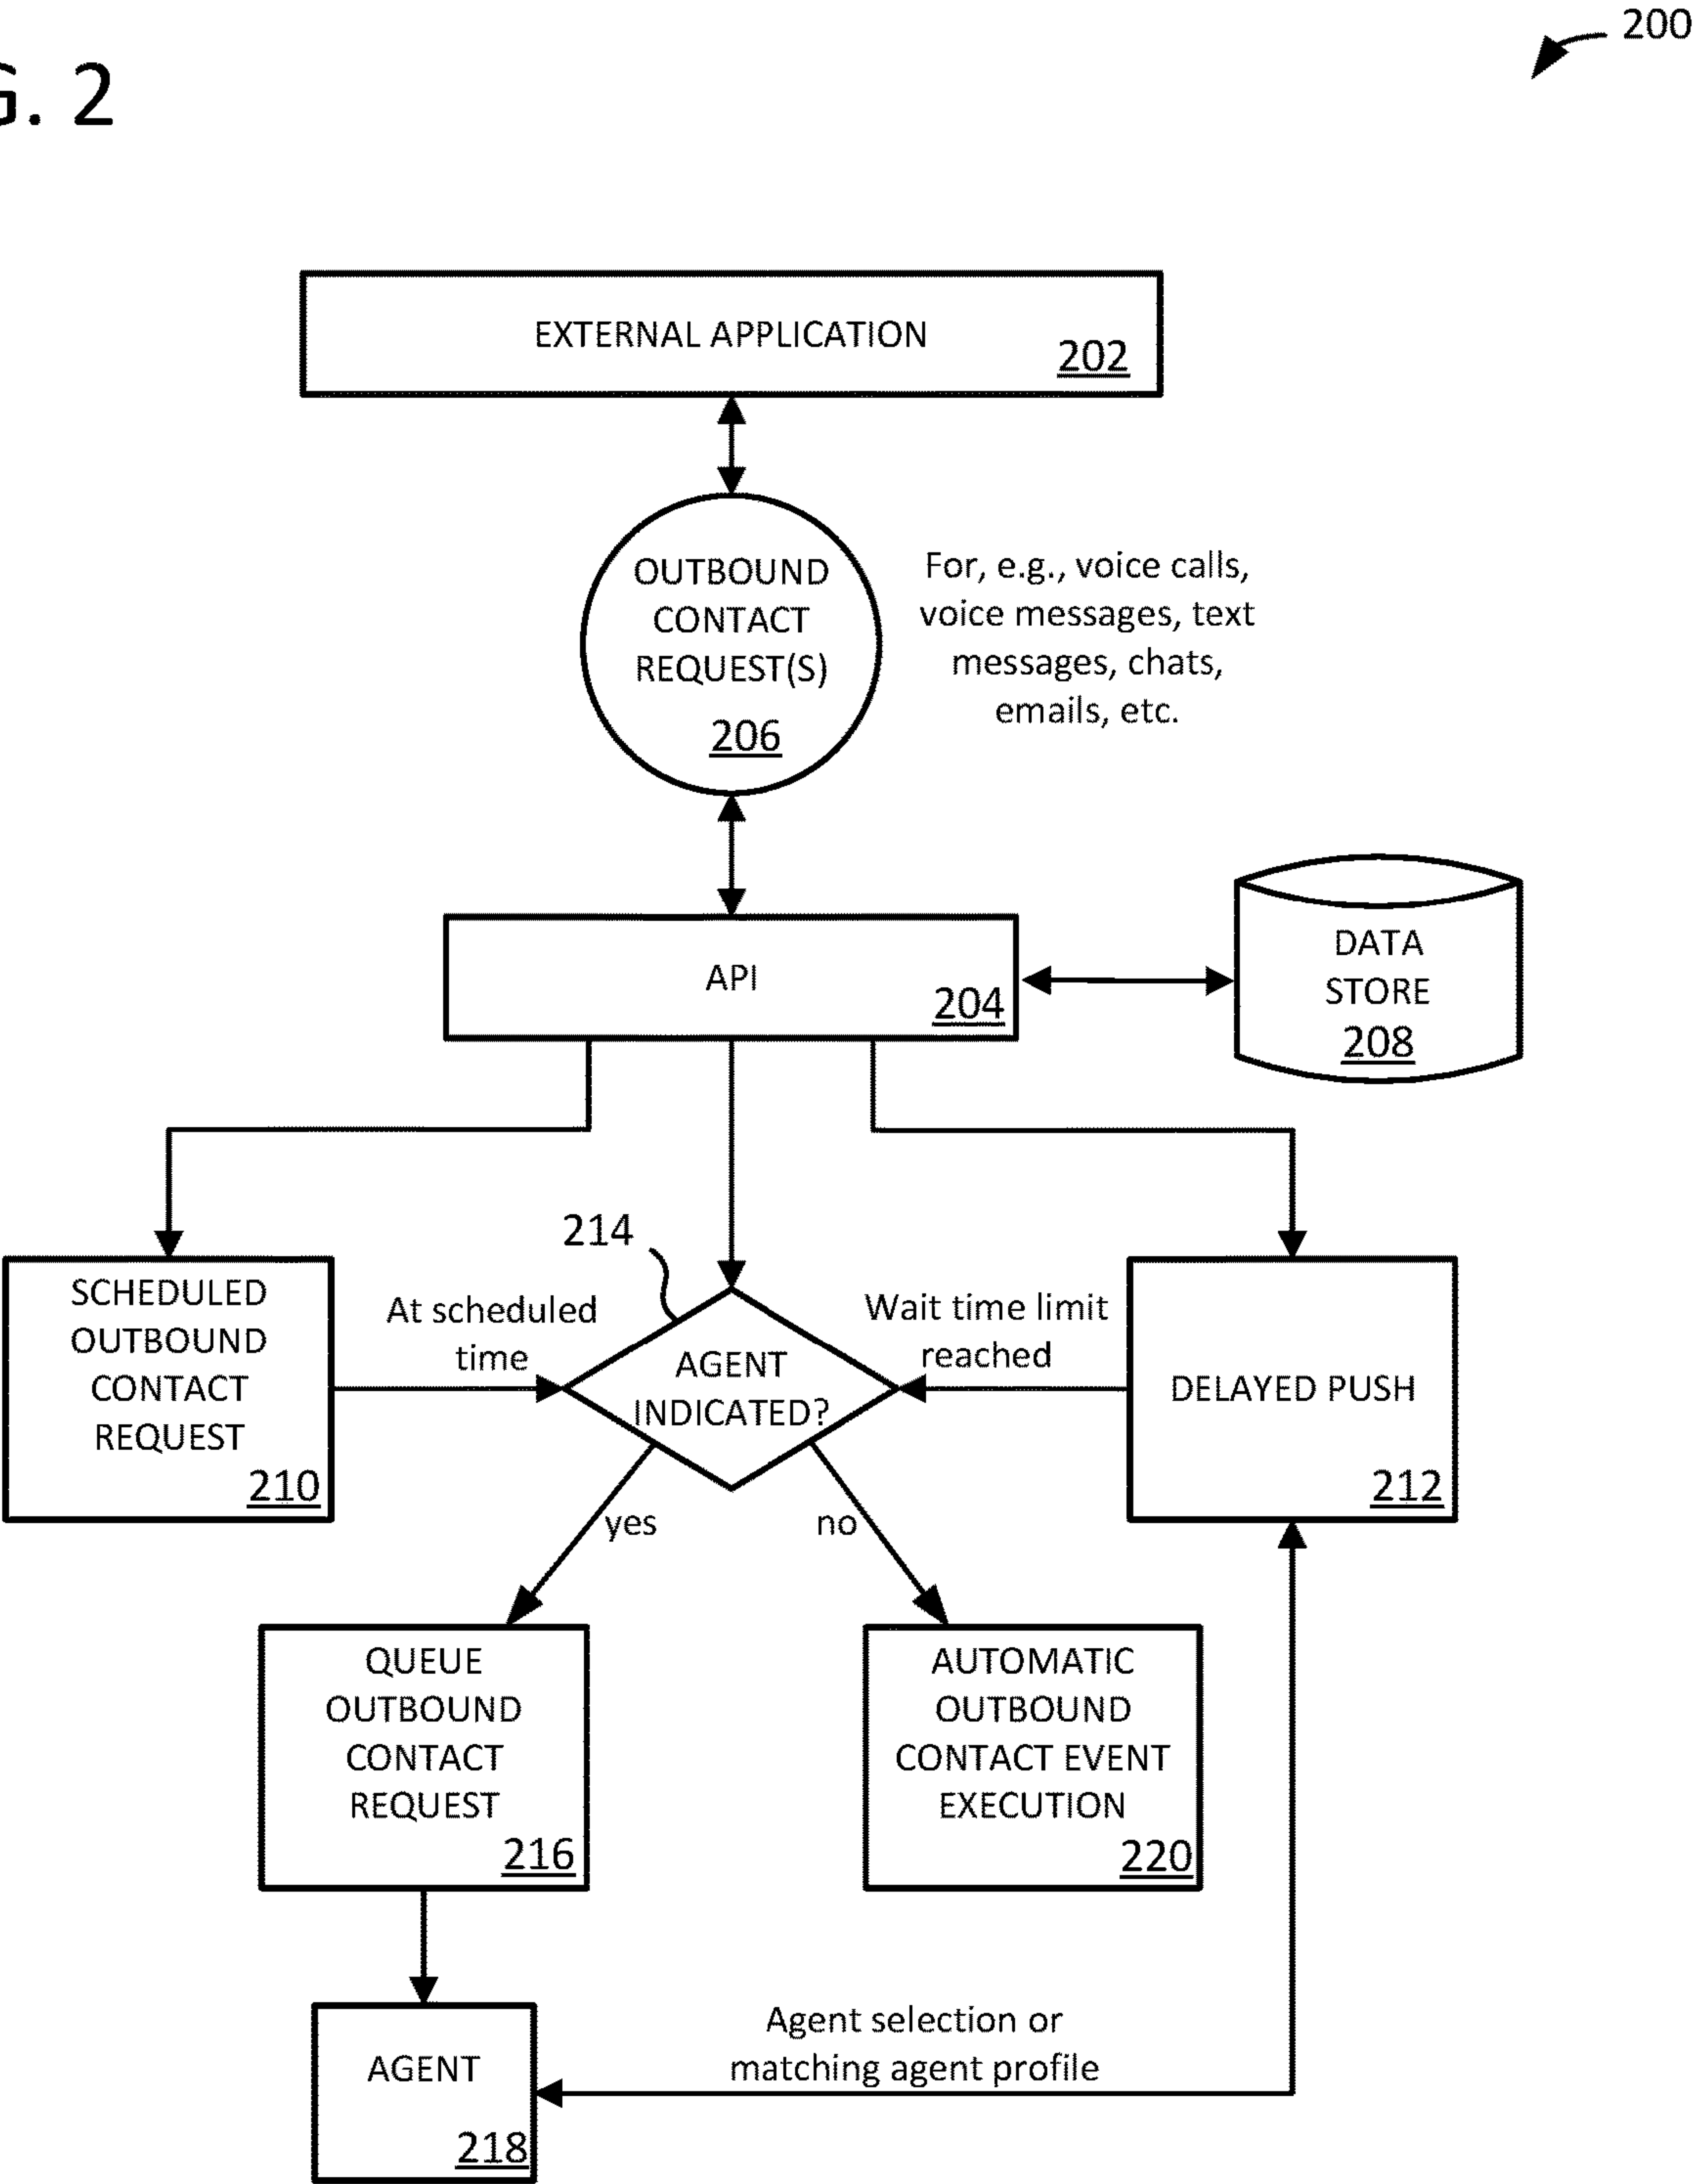 200
G. 2
EXTERNAL APPLICATION
202
OUTBOUND
CONTACT
REQUEST(S)
206
For, e.g., voice calls,
voice messages, text
messages, chats,
emails, etc.
API
204
DATA
STORE
208
214
SCHEDULED
OUTBOUND
CONTACT
REQUEST
210
At scheduled
time
AGENT
INDICATED?
Wait time limit
reached
DELAYED PUSH
212
yes
no
QUEUE
OUTBOUND
CONTACT
REQUEST
216
AUTOMATIC
OUTBOUND
CONTACT EVENT
EXECUTION
220
AGENT
218
Agent selection or
matching agent profile